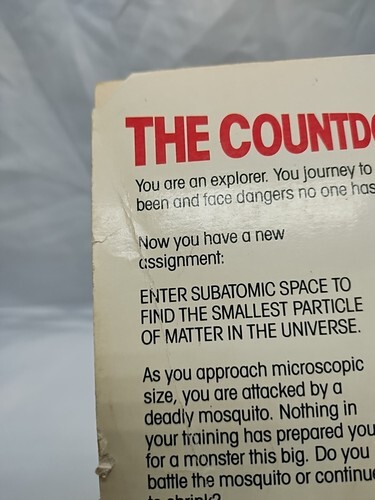 THE COUNTD
You are an explorer. You journey to
been and face dangers no one has
Now you have a new
assignment:
ENTER SUBATOMIC SPACE TO
FIND THE SMALLEST PARTICLE
OF MATTER IN THE UNIVERSE.
As you approach microscopic
size, you are attacked by a
deadly mosquito. Nothing in
your training has prepared you
for a monster this big. Do you
battle the mosquito or continue
to shrink?